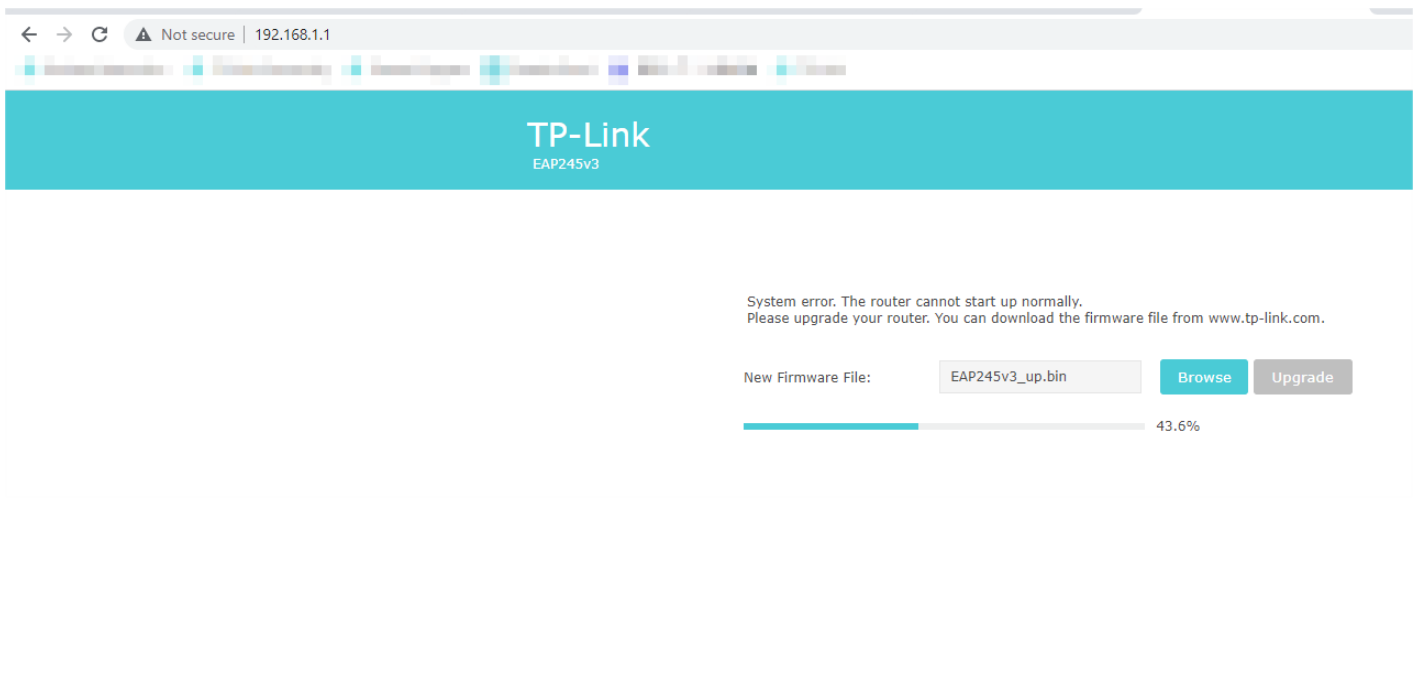 Not secure | 192.168.1.1
TP-Link
EAP245v3
System error. The router cannot start up normally.
Please upgrade your router. You can download the firmware file from www.tp-link.com.
New Firmware File: EAP245v3_up.bin Browse Upgrade
43.6%